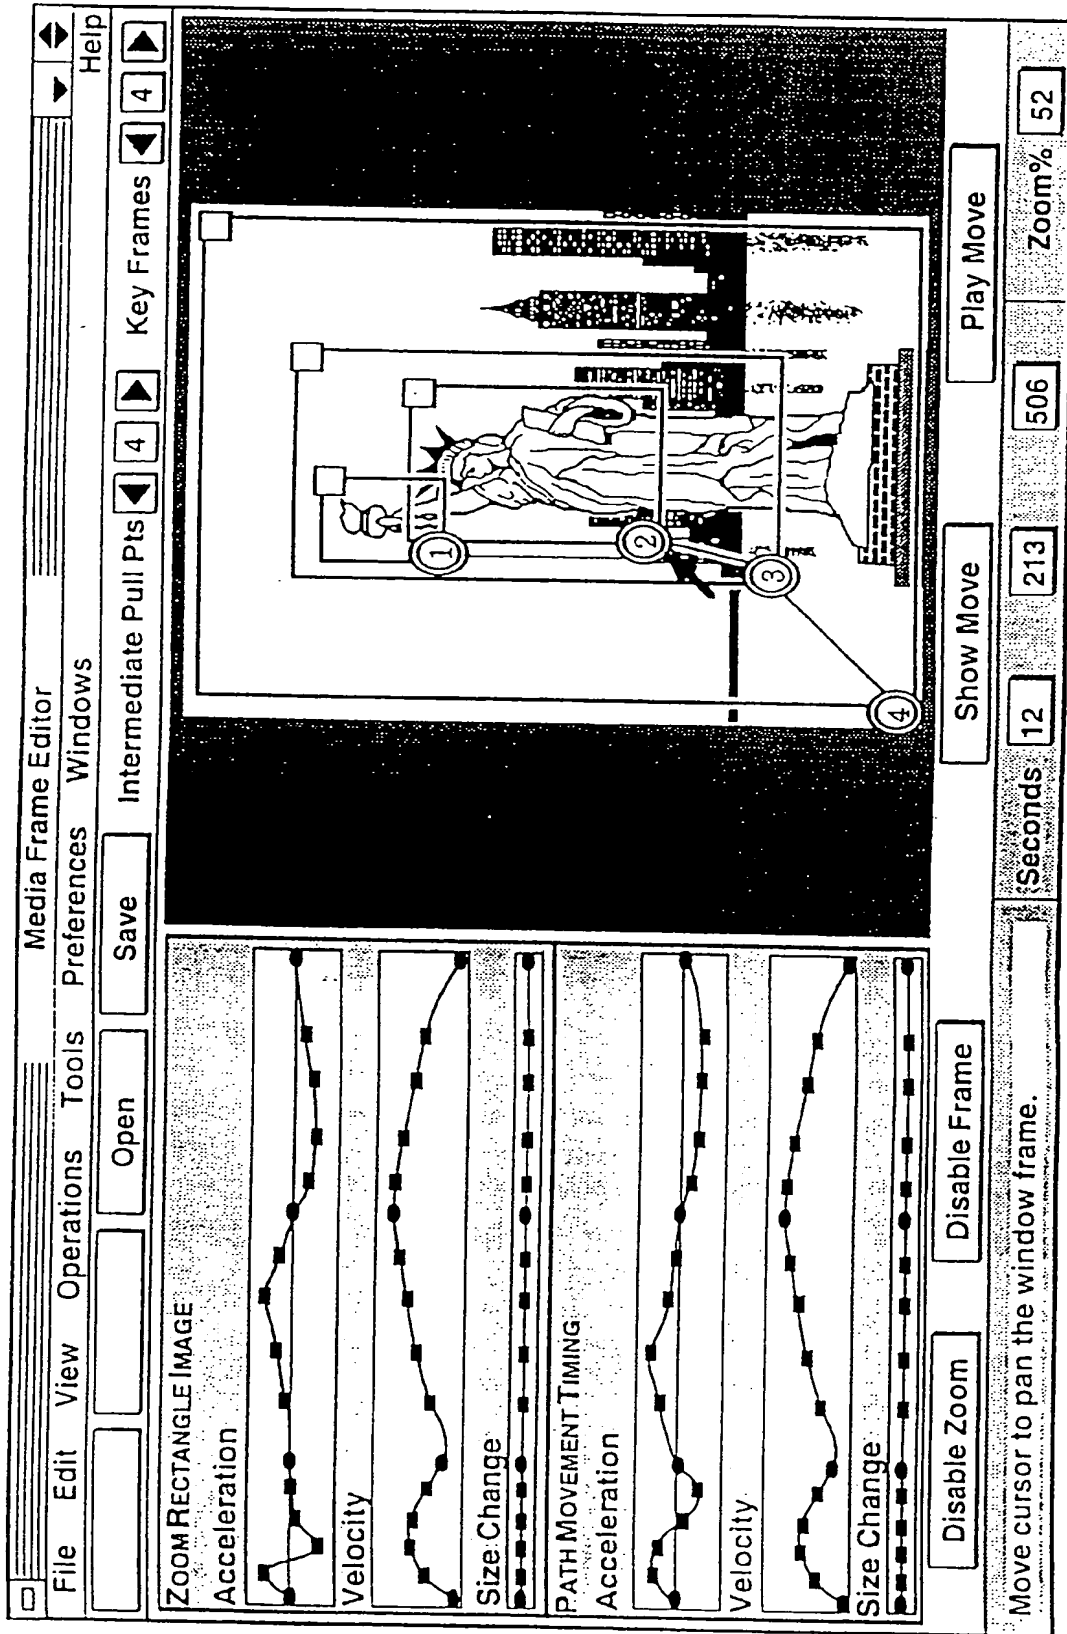 Media Frame Editor
File Edit View Operations Tools Preferences Windows Help
Open Save Intermediate Pull Pts 4 Key Frames 4
ZOOM RECTANGLE IMAGE
Acceleration
Velocity
Size Change
PATH MOVEMENT TIMING
Acceleration
Velocity
Size Change
1
2
3
4
Disable Zoom Disable Frame Show Move Play Move
Move cursor to pan the window frame. Seconds 12 213 506 Zoom% 52